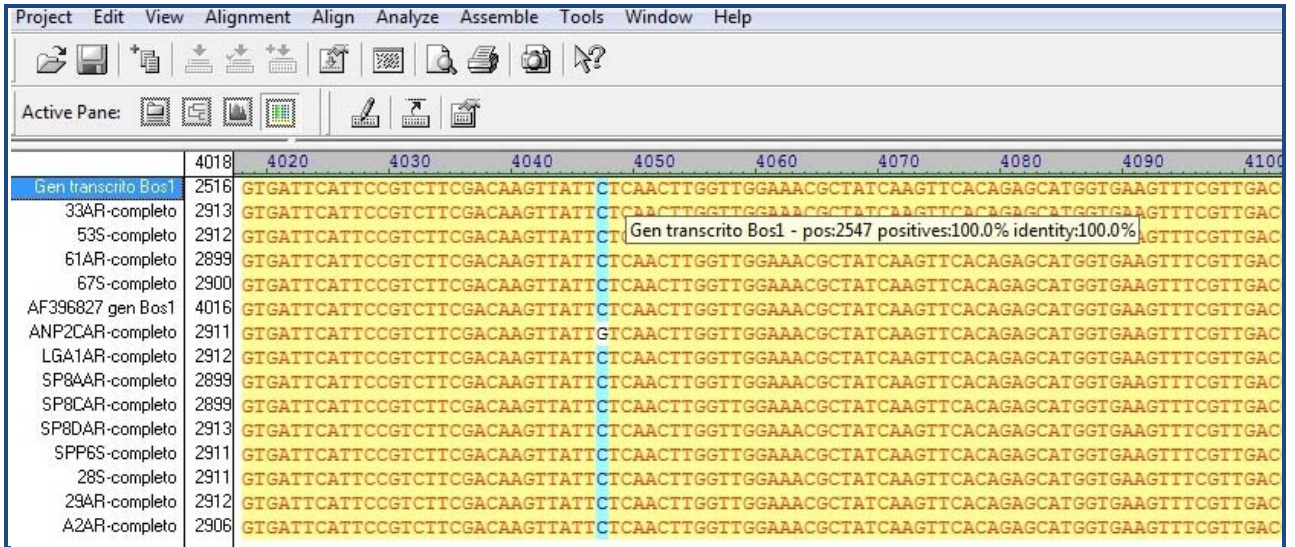 Project Edit View Alignment Align Analyze Assemble Tools Window Help
Active Pane:
4018 4020 4030 4040 4050 4060 4070 4080 4090 4100
Gen transcrito Bos1 2516 GTGATTCATTCCGTCTTCGACAAGTTATTCTCAACTTGGTTGGAAACGCTATCAAGTTCACAGAGCATGGTGAAGTTTCGTTGAC
33AR-completo 2913 GTGATTCATTCCGTCTTCGACAAGTTATTCTCAACTTGGTTGGAAACGCTATCAAGTTCACAGAGCATGGTGAAGTTTCGTTGAC
Gen transcrito Bos1 - pos:2547 positives:100.0% identity:100.0%
53S-completo 2912 GTGATTCATTCCGTCTTCGACAAGTTATTCT AGTTTCGTTGAC
61AR-completo 2899 GTGATTCATTCCGTCTTCGACAAGTTATTCTCAACTTGGTTGGAAACGCTATCAAGTTCACAGAGCATGGTGAAGTTTCGTTGAC
67S-completo 2900 GTGATTCATTCCGTCTTCGACAAGTTATTCTCAACTTGGTTGGAAACGCTATCAAGTTCACAGAGCATGGTGAAGTTTCGTTGAC
AF396827 gen Bos1 4016 GTGATTCATTCCGTCTTCGACAAGTTATTCTCAACTTGGTTGGAAACGCTATCAAGTTCACAGAGCATGGTGAAGTTTCGTTGAC
ANP2CAR-completo 2911 GTGATTCATTCCGTCTTCGACAAGTTATTGTCAACTTGGTTGGAAACGCTATCAAGTTCACAGAGCATGGTGAAGTTTCGTTGAC
LGA1AR-completo 2912 GTGATTCATTCCGTCTTCGACAAGTTATTCTCAACTTGGTTGGAAACGCTATCAAGTTCACAGAGCATGGTGAAGTTTCGTTGAC
SP8AAR-completo 2899 GTGATTCATTCCGTCTTCGACAAGTTATTCTCAACTTGGTTGGAAACGCTATCAAGTTCACAGAGCATGGTGAAGTTTCGTTGAC
SP8CAR-completo 2899 GTGATTCATTCCGTCTTCGACAAGTTATTCTCAACTTGGTTGGAAACGCTATCAAGTTCACAGAGCATGGTGAAGTTTCGTTGAC
SP8DAR-completo 2913 GTGATTCATTCCGTCTTCGACAAGTTATTCTCAACTTGGTTGGAAACGCTATCAAGTTCACAGAGCATGGTGAAGTTTCGTTGAC
SPP6S-completo 2911 GTGATTCATTCCGTCTTCGACAAGTTATTCTCAACTTGGTTGGAAACGCTATCAAGTTCACAGAGCATGGTGAAGTTTCGTTGAC
28S-completo 2911 GTGATTCATTCCGTCTTCGACAAGTTATTCTCAACTTGGTTGGAAACGCTATCAAGTTCACAGAGCATGGTGAAGTTTCGTTGAC
29AR-completo 2912 GTGATTCATTCCGTCTTCGACAAGTTATTCTCAACTTGGTTGGAAACGCTATCAAGTTCACAGAGCATGGTGAAGTTTCGTTGAC
A2AR-completo 2906 GTGATTCATTCCGTCTTCGACAAGTTATTCTCAACTTGGTTGGAAACGCTATCAAGTTCACAGAGCATGGTGAAGTTTCGTTGAC